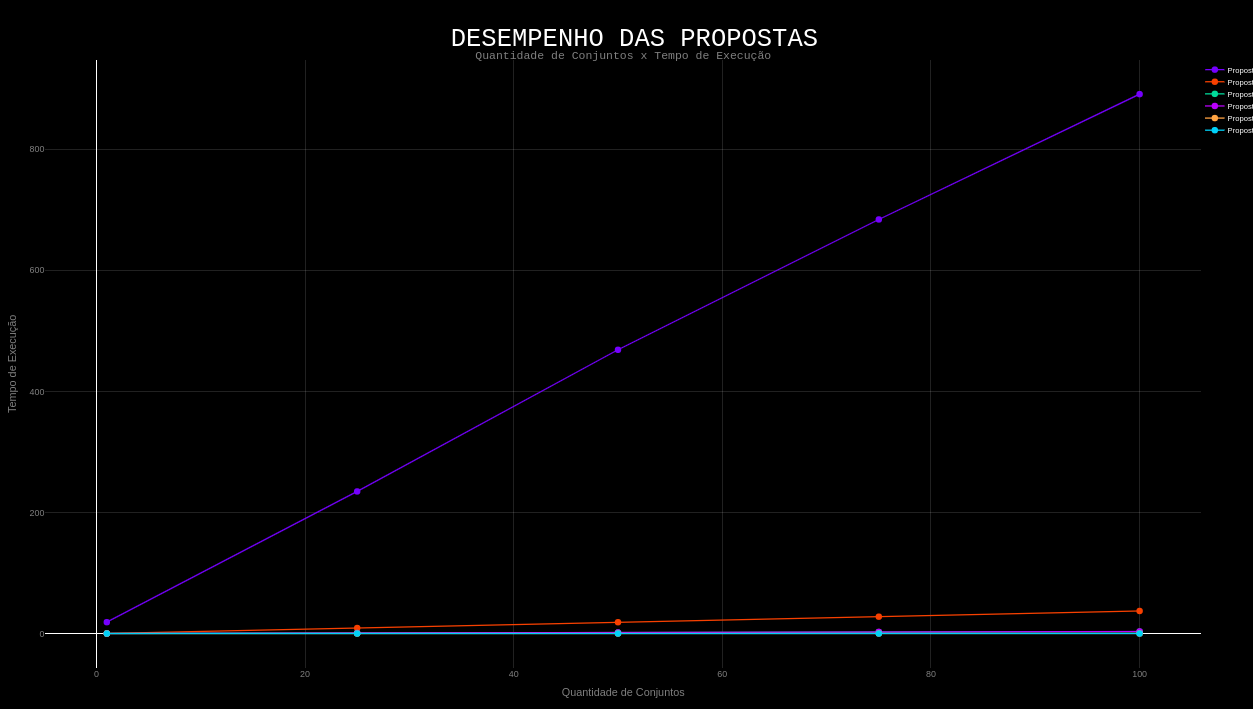 DESEMPENHO DAS PROPOSTAS
Quantidade de Conjuntos x Tempo de Execução
Propost
Propost
Propost
Propost
Propost
Propost
800
600
400
200
0
Tempo de Execução
0 20 40 60 80 100
Quantidade de Conjuntos